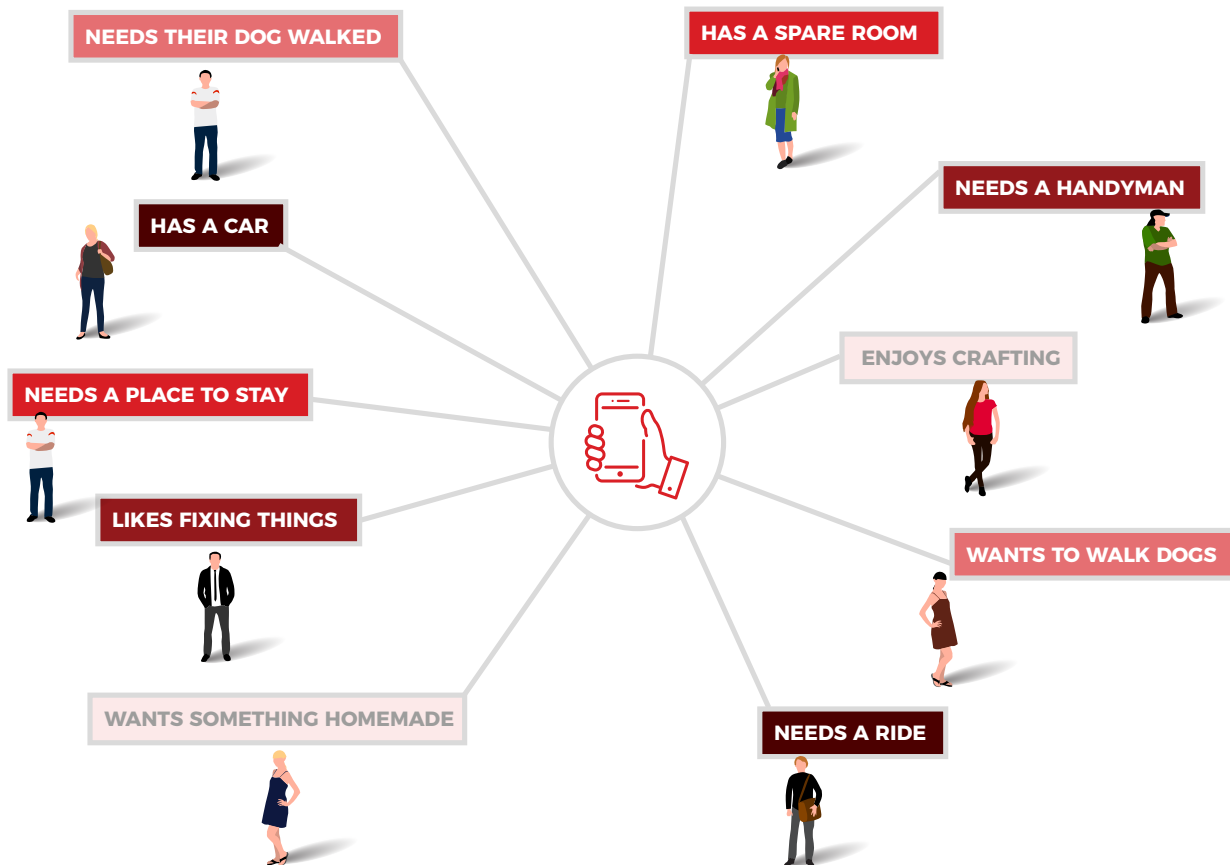 NEEDS THEIR DOG WALKED
HAS A SPARE ROOM
NEEDS A HANDYMAN
HAS A CAR
ENJOYS CRAFTING
NEEDS A PLACE TO STAY
LIKES FIXING THINGS
WANTS TO WALK DOGS
WANTS SOMETHING HOMEMADE
NEEDS A RIDE